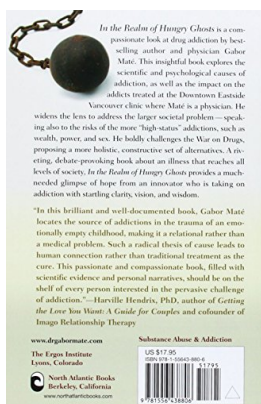 In the Realm of Hungry Ghosts is a com-
passionate look at drug addiction by best-
selling author and physician Gabor
Maté. This insightful book explores the
scientific and psychological causes of
addiction, as well as the impact on the
addicts treated at the Downtown Eastside
Vancouver clinic where Maté is a physician. He
widens the lens to address the larger societal problem—speak-
ing also to the risks of the more "high-status" addictions, such as
wealth, power, and sex. He boldly challenges the War on Drugs,
proposing a more holistic, constructive set of alternatives. A riv-
eting, debate-provoking book about an illness that reaches all
levels of society, In the Realm of Hungry Ghosts provides a much-
needed glimpse of hope from an innovator who is taking on
addiction with startling clarity, vision, and wisdom.
"In this brilliant and well-documented book, Gabor Maté
locates the source of addictions in the trauma of an emo-
tionally empty childhood, making it a relational rather than
a medical problem. Such a radical thesis of cause leads to
human connection rather than traditional treatment as the
cure. This passionate and compassionate book, filled with
scientific evidence and personal narratives, should be on the
shelf of every person interested in the pervasive challenge
of addiction."—Harville Hendrix, PhD, author of Getting
the Love You Want: A Guide for Couples and cofounder of
Imago Relationship Therapy
www.drgabormate.com
Substance Abuse & Addiction
The Ergos Institute
Lyons, Colorado
North Atlantic Books
Berkeley, California
www.northatlanticbooks.com
US $17.95
ISBN 978-1-55643-880-6
51795
9 781556 438806